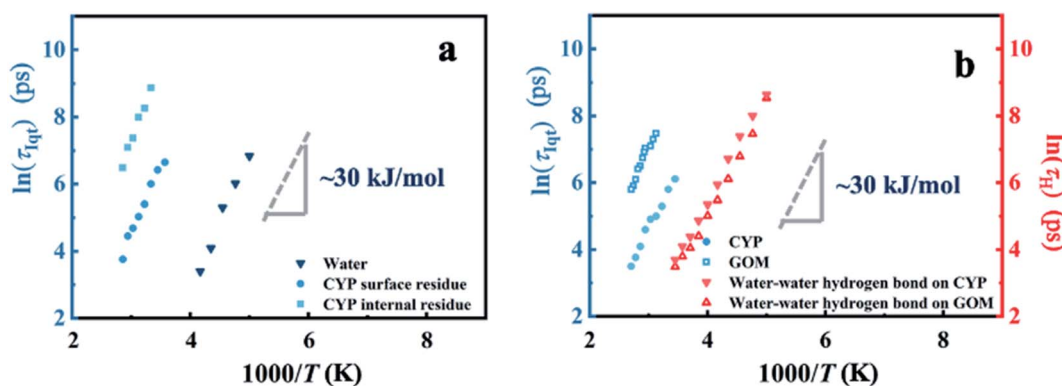 a
ln(τ_Iqt) (ps)
10
8
6
4
2
~30 kJ/mol
Water
CYP surface residue
CYP internal residue
2 4 6 8
1000/T (K)
b
ln(τ_Iqt) (ps)
10
8
6
4
2
~30 kJ/mol
CYP
GOM
Water-water hydrogen bond on CYP
Water-water hydrogen bond on GOM
10
8
6
4
2
ln(τ_H) (ps)
2 4 6 8
1000/T (K)